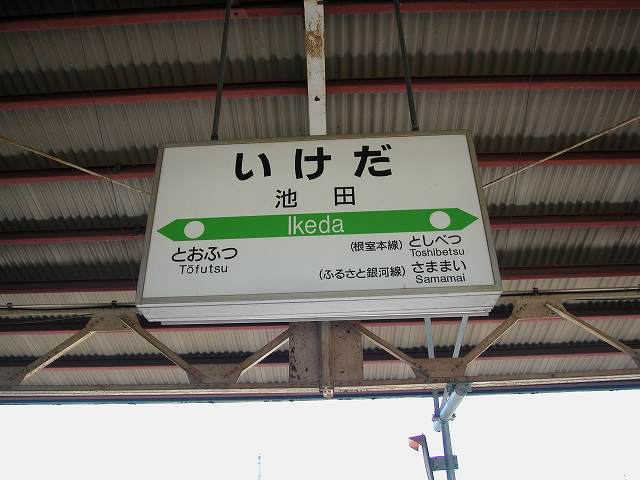 いけだ
池田
Ikeda
とおふつ
Tōfutsu
(根室本線) としべつ
Toshibetsu
(ふるさと銀河線) さままい
Samamai